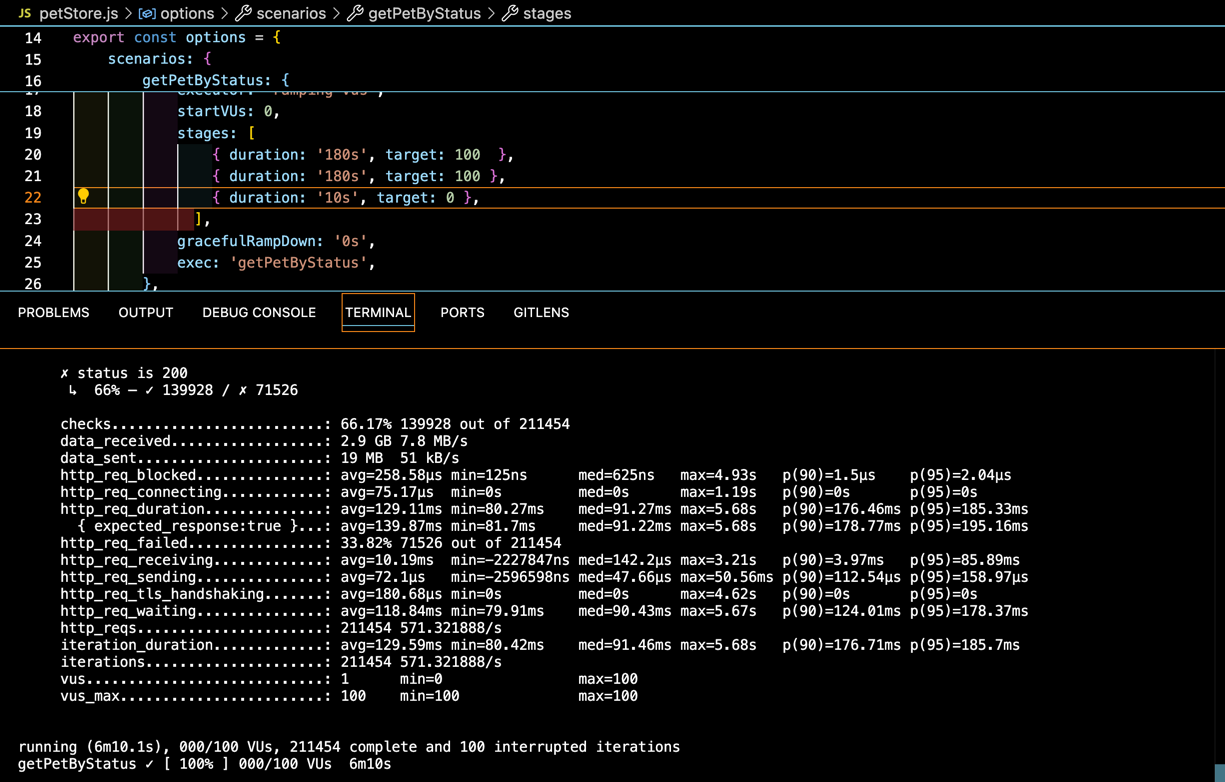 JS petStore.js > options > scenarios > getPetByStatus > stages
14 export const options = {
15 scenarios: {
16 getPetByStatus: {
17 executor: 'ramping-vus',
18 startVUs: 0,
19 stages: [
20 { duration: '180s', target: 100  },
21 { duration: '180s', target: 100 },
22 { duration: '10s', target: 0 },
23 ],
24 gracefulRampDown: '0s',
25 exec: 'getPetByStatus',
26 },
PROBLEMS OUTPUT DEBUG CONSOLE TERMINAL PORTS GITLENS
✗ status is 200
↳  66% — ✓ 139928 / ✗ 71526
checks.........................: 66.17% 139928 out of 211454
data_received..................: 2.9 GB 7.8 MB/s
data_sent......................: 19 MB  51 kB/s
http_req_blocked...............: avg=258.58µs min=125ns med=625ns max=4.93s p(90)=1.5µs p(95)=2.04µs
http_req_connecting............: avg=75.17µs min=0s med=0s max=1.19s p(90)=0s p(95)=0s
http_req_duration..............: avg=129.11ms min=80.27ms med=91.27ms max=5.68s p(90)=176.46ms p(95)=185.33ms
{ expected_response:true }...: avg=139.87ms min=81.7ms med=91.22ms max=5.68s p(90)=178.77ms p(95)=195.16ms
http_req_failed................: 33.82% 71526 out of 211454
http_req_receiving.............: avg=10.19ms min=-2227847ns med=142.2µs max=3.21s p(90)=3.97ms p(95)=85.89ms
http_req_sending...............: avg=72.1µs min=-2596598ns med=47.66µs max=50.56ms p(90)=112.54µs p(95)=158.97µs
http_req_tls_handshaking.......: avg=180.68µs min=0s med=0s max=4.62s p(90)=0s p(95)=0s
http_req_waiting...............: avg=118.84ms min=79.91ms med=90.43ms max=5.67s p(90)=124.01ms p(95)=178.37ms
http_reqs......................: 211454 571.321888/s
iteration_duration.............: avg=129.59ms min=80.42ms med=91.46ms max=5.68s p(90)=176.71ms p(95)=185.7ms
iterations.....................: 211454 571.321888/s
vus............................: 1 min=0 max=100
vus_max........................: 100 min=100 max=100
running (6m10.1s), 000/100 VUs, 211454 complete and 100 interrupted iterations
getPetByStatus ✓ [ 100% ] 000/100 VUs  6m10s